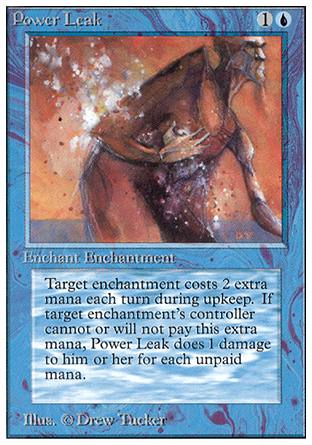 Power Leak 1
Enchant Enchantment
Target enchantment costs 2 extra
mana each turn during upkeep. If
target enchantment's controller
cannot or will not pay this extra
mana, Power Leak does 1 damage
to him or her for each unpaid
mana.
Illus. © Drew Tucker